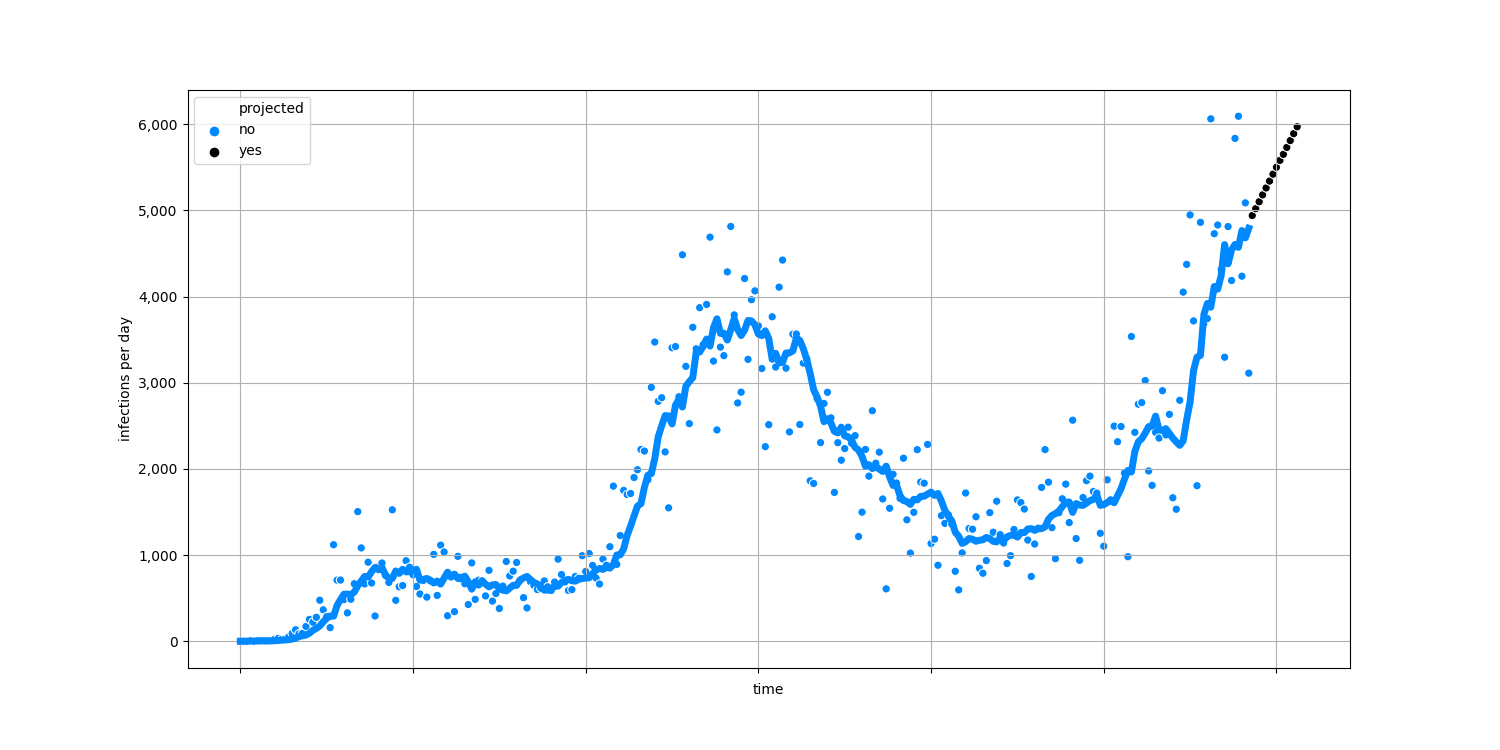 projected
no
yes
6,000
5,000
4,000
3,000
2,000
1,000
0
infections per day
time